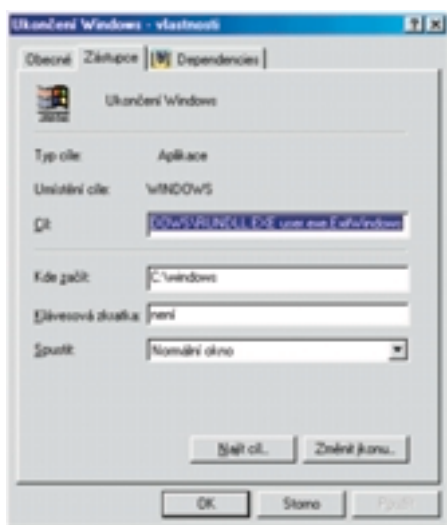 Ukončení Windows - vlastnosti
Obecné Zástupce Dependencies
Ukončení Windows
Typ cíle: Aplikace
Umístění cíle: WINDOWS
Cíl: DOWS\RUNDLL.EXE user.exe,ExitWindows
Kde začít: C:\windows
Klávesová zkratka: není
Spustit: Normální okno
Najít cíl... Změnit ikonu...
OK Storno Použít